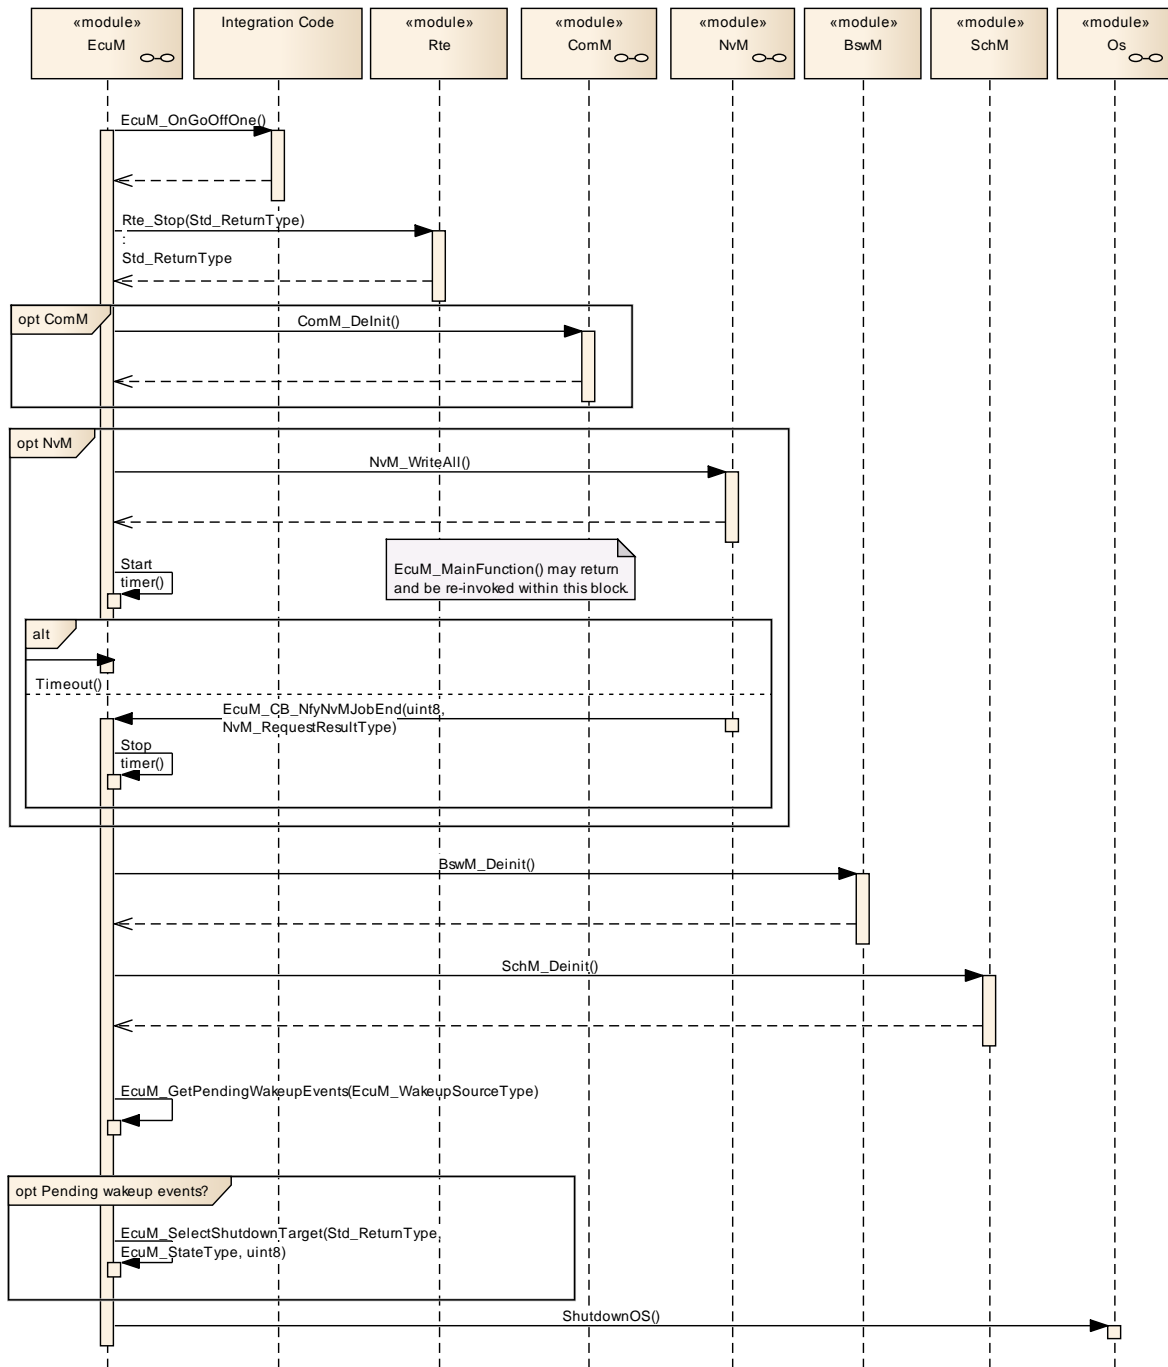 «module»
EcuM
Integration Code
«module»
Rte
«module»
ComM
«module»
NvM
«module»
BswM
«module»
SchM
«module»
Os
EcuM_OnGoOffOne()
Rte_Stop(Std_ReturnType)
:
Std_ReturnType
opt ComM
ComM_DeInit()
opt NvM
NvM_WriteAll()
Start
timer()
EcuM_MainFunction() may return
and be re-invoked within this block.
alt
Timeout()
EcuM_CB_NfyNvMJobEnd(uint8,
NvM_RequestResultType)
Stop
timer()
BswM_Deinit()
SchM_Deinit()
EcuM_GetPendingWakeupEvents(EcuM_WakeupSourceType)
opt Pending wakeup events?
EcuM_SelectShutdownTarget(Std_ReturnType,
EcuM_StateType, uint8)
ShutdownOS()